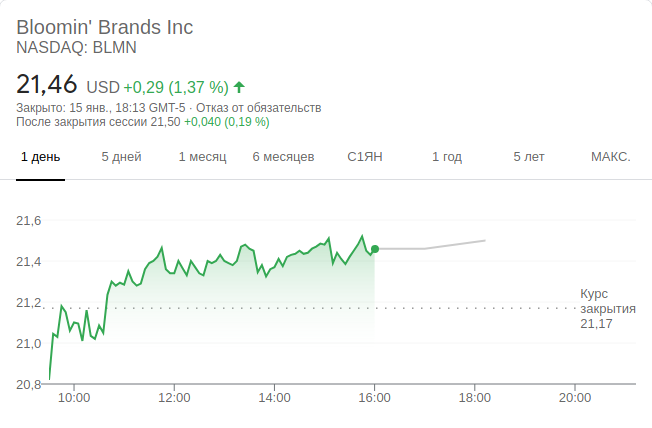 Bloomin' Brands Inc
NASDAQ: BLMN
21,46 USD +0,29 (1,37 %)
Закрыто: 15 янв., 18:13 GMT-5 · Отказ от обязательств
После закрытия сессии 21,50 +0,040 (0,19 %)
1 день 5 дней 1 месяц 6 месяцев С1ЯН 1 год 5 лет МАКС.
21,6
21,4
21,2
21,0
20,8
Курс
закрытия
21,17
10:00 12:00 14:00 16:00 18:00 20:00